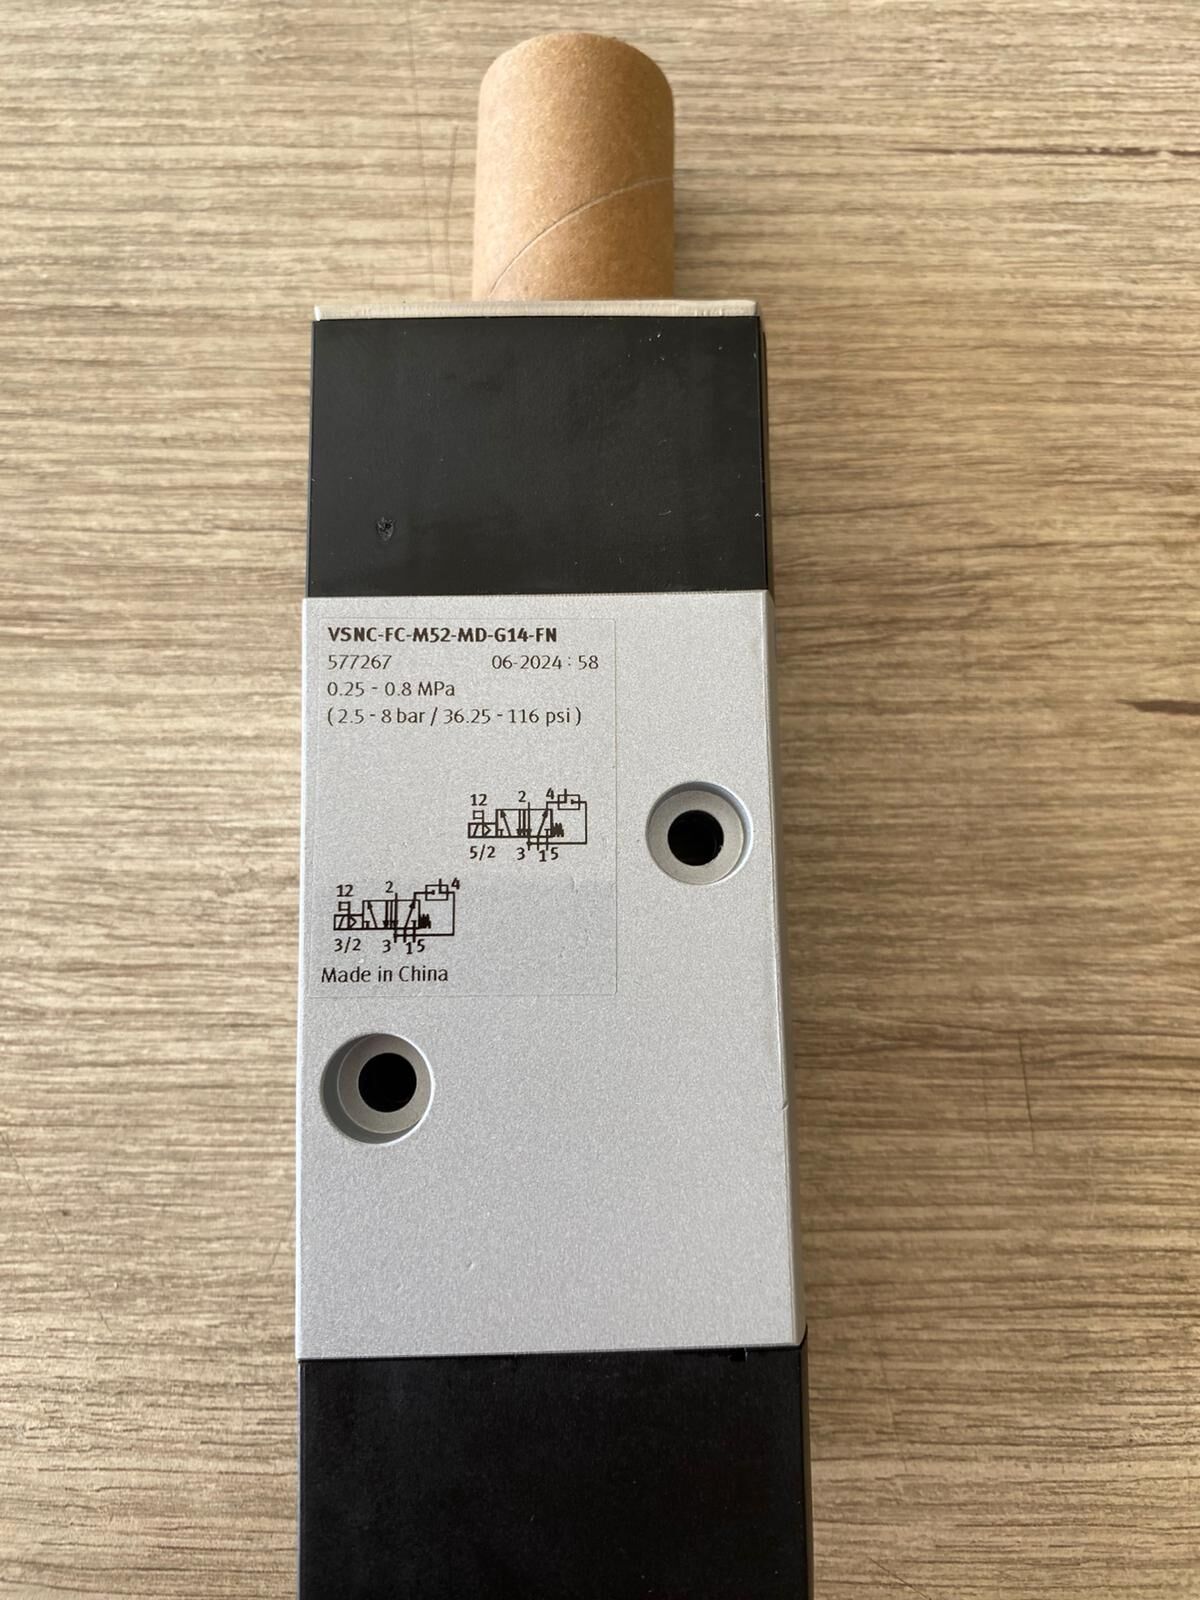 VSNC-FC-M52-MD-G14-FN
577267 06-2024 : 58
0.25 - 0.8 MPa
( 2.5 - 8 bar / 36.25 - 116 psi )
12 2 4
5/2 3 1 5
12 2 4
3/2 3 1 5
Made in China